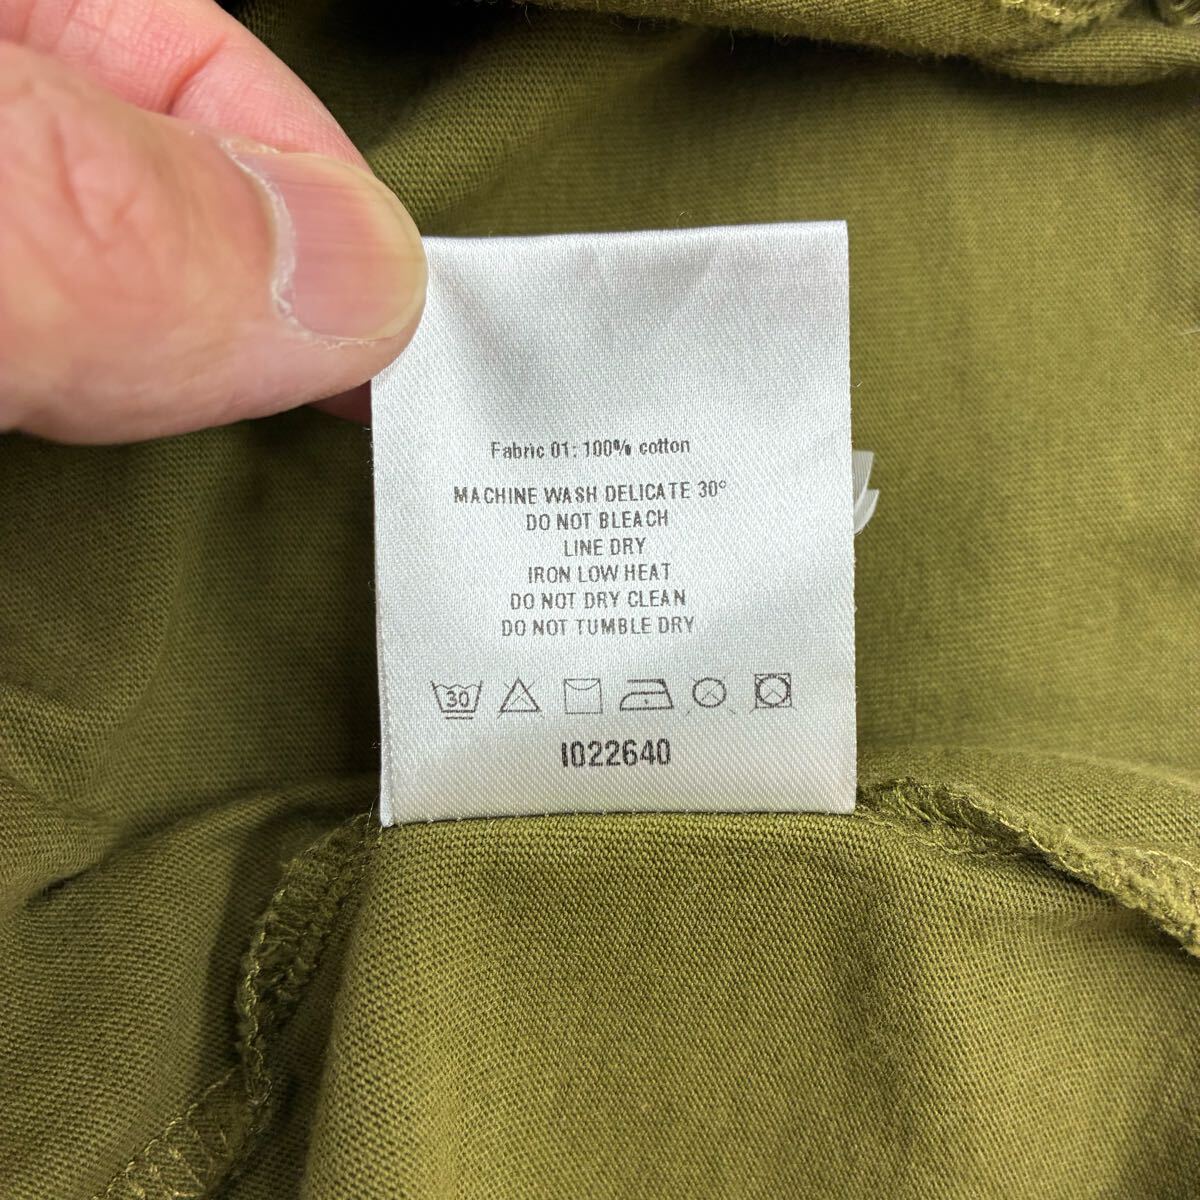 Fabric 01: 100% cotton
MACHINE WASH DELICATE 30°
DO NOT BLEACH
LINE DRY
IRON LOW HEAT
DO NOT DRY CLEAN
DO NOT TUMBLE DRY
30
I022640